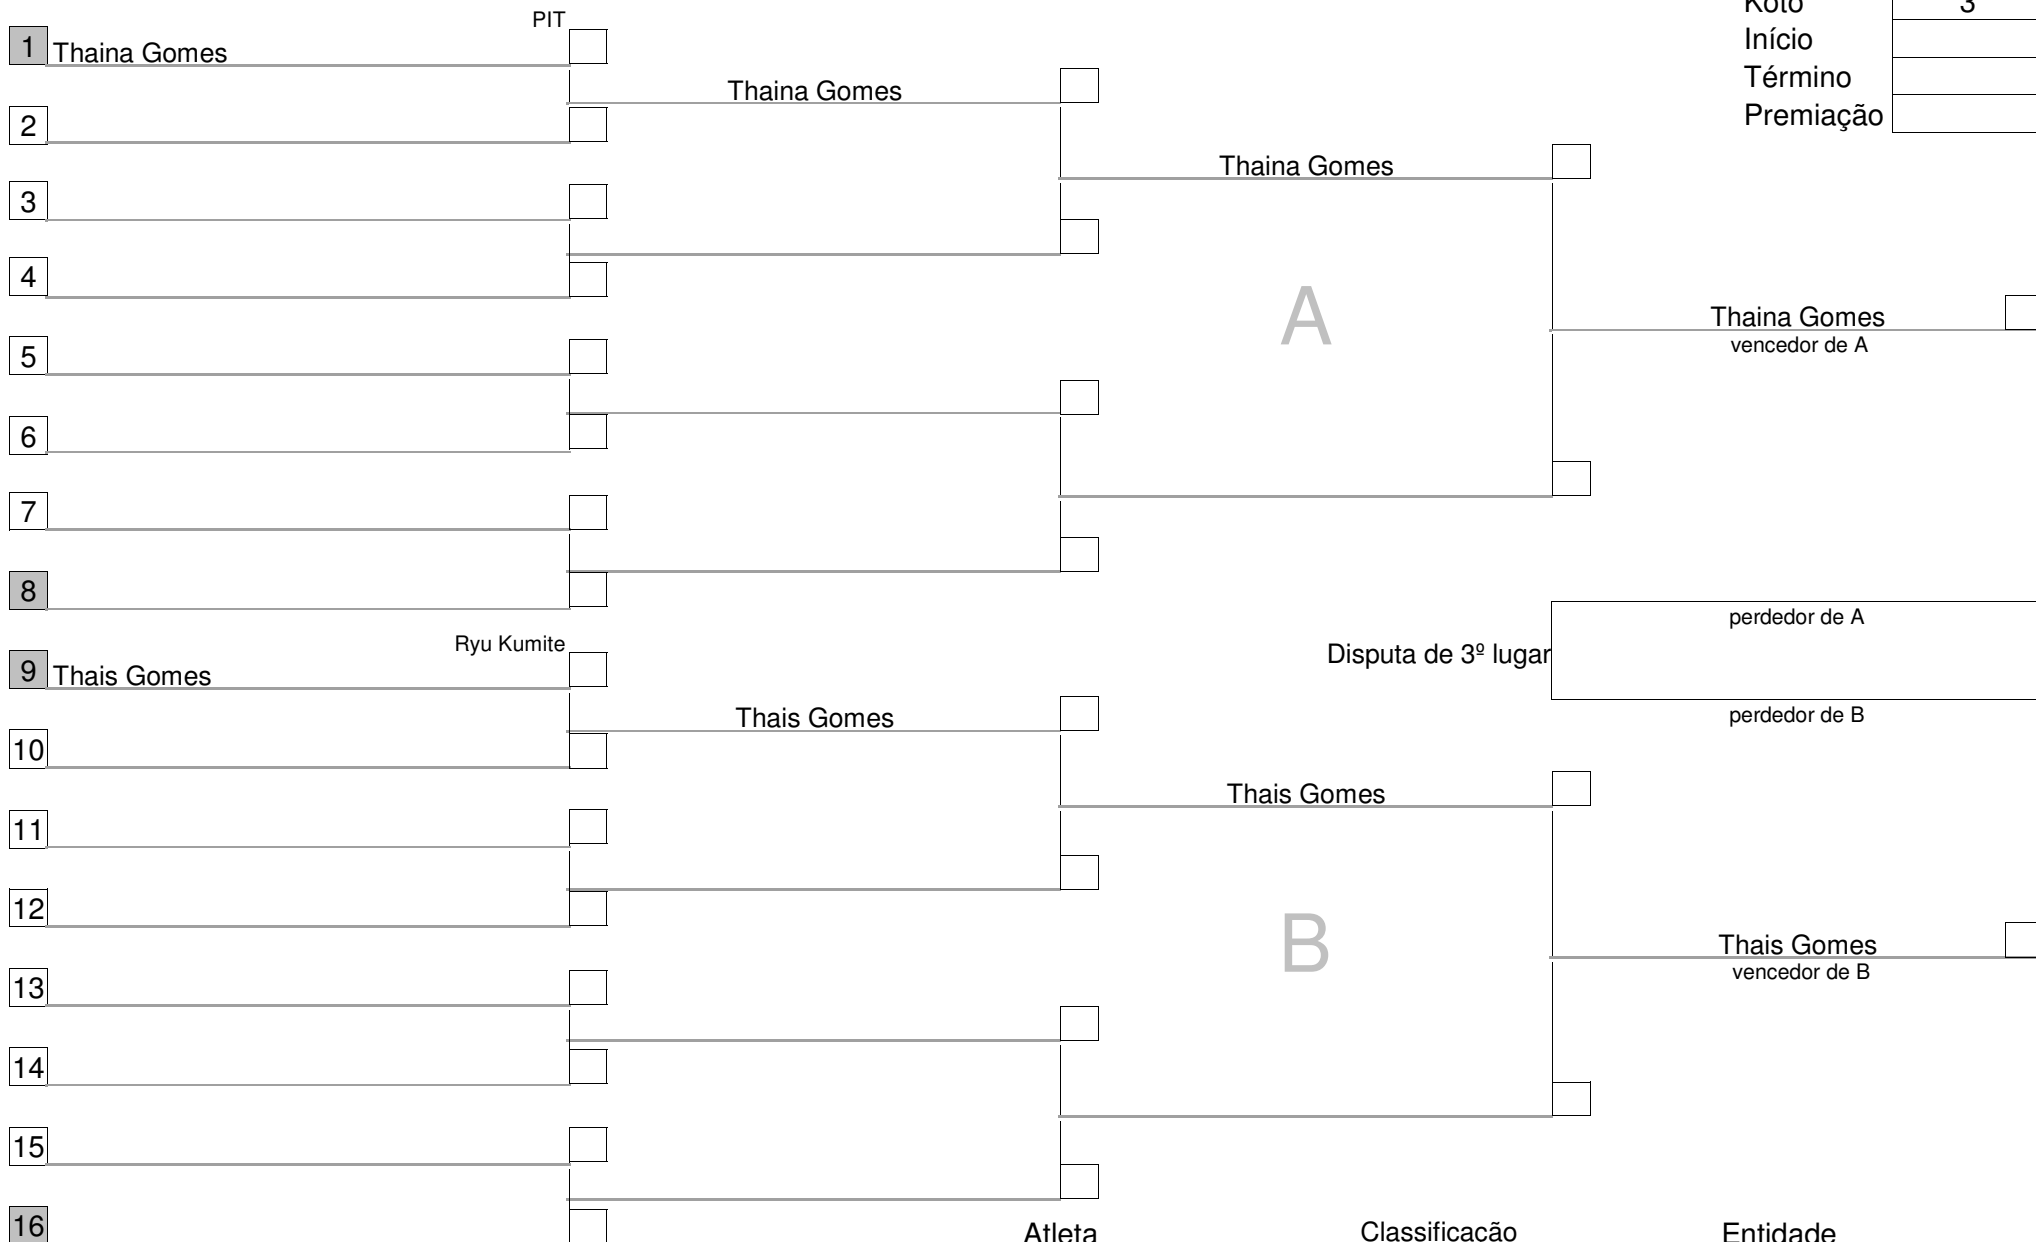 Koto 3
PIT
1 Thaina Gomes
Início
Término
Thaina Gomes
Premiação
2
Thaina Gomes
3
4
A
Thaina Gomes
vencedor de A
5
6
7
8
perdedor de A
Ryu Kumite
9 Thais Gomes
Disputa de 3º lugar
Thais Gomes
perdedor de B
10
Thais Gomes
11
12
B
Thais Gomes
vencedor de B
13
14
15
16
Atleta Classificação Entidade